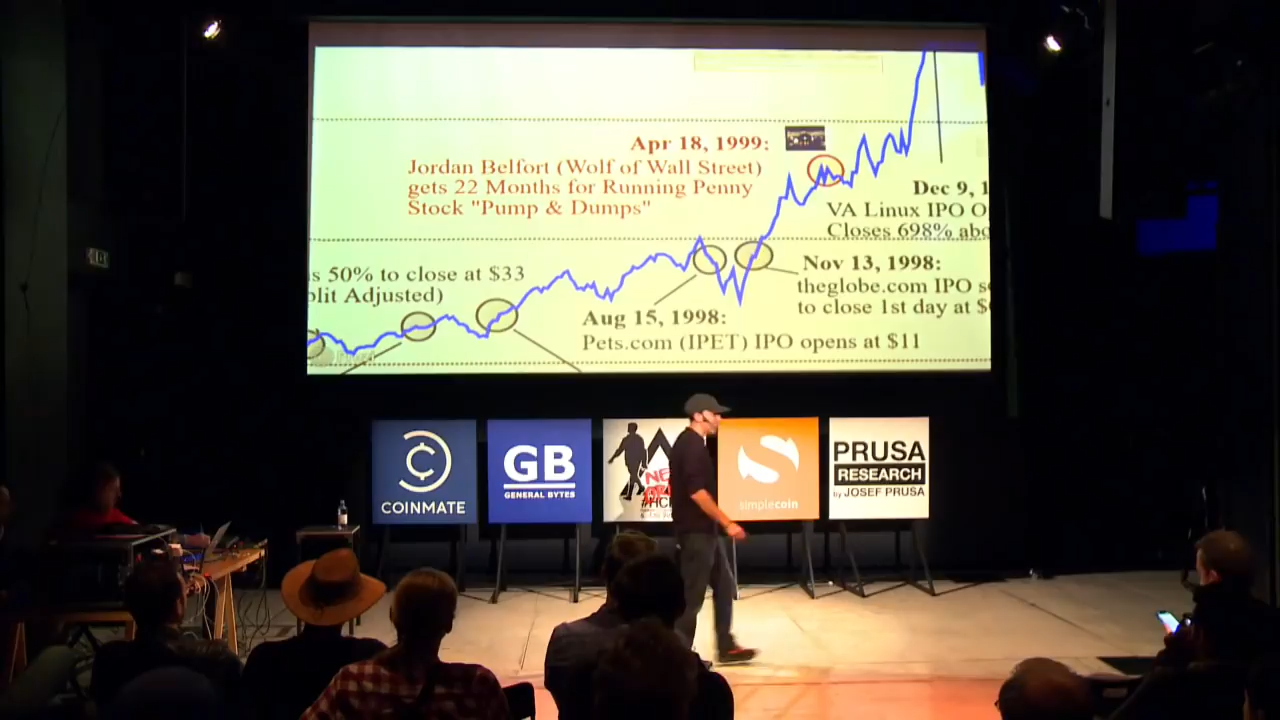 Apr 18, 1999:
Jordan Belfort (Wolf of Wall Street)
gets 22 Months for Running Penny
Stock "Pump & Dumps"
Dec 9, 1
VA Linux IPO O
Closes 698% abo
s 50% to close at $33
plit Adjusted)
Nov 13, 1998:
theglobe.com IPO s
to close 1st day at $
Aug 15, 1998:
Pets.com (IPET) IPO opens at $11
COINMATE
GB
GENERAL BYTES
NE
#HC
simplecoin
PRUSA
RESEARCH
by JOSEF PRUSA